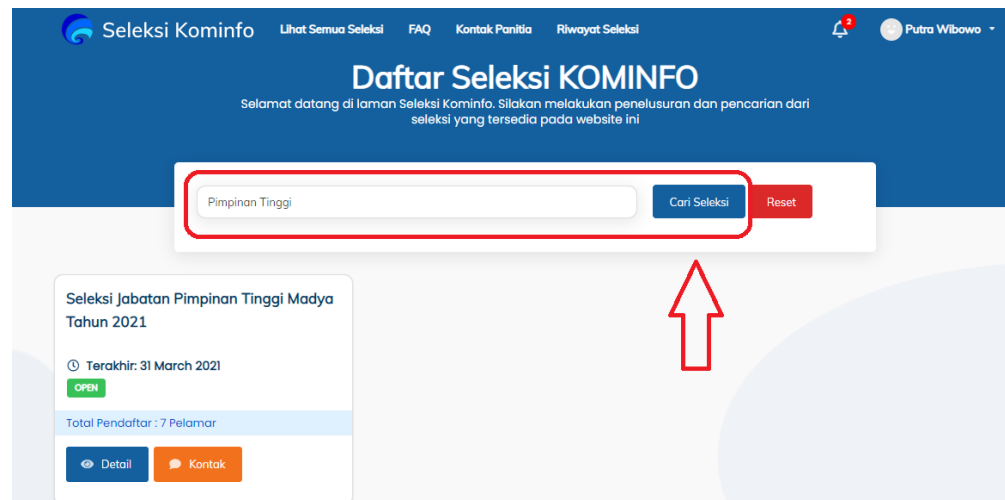 Seleksi Kominfo Lihat Semua Seleksi FAQ Kontak Panitia Riwayat Seleksi 2 Putra Wibowo
Daftar Seleksi KOMINFO
Selamat datang di laman Seleksi Kominfo. Silakan melakukan penelusuran dan pencarian dari
seleksi yang tersedia pada website ini
Pimpinan Tinggi Cari Seleksi Reset
Seleksi Jabatan Pimpinan Tinggi Madya
Tahun 2021
Terakhir: 31 March 2021
OPEN
Total Pendaftar : 7 Pelamar
Detail Kontak